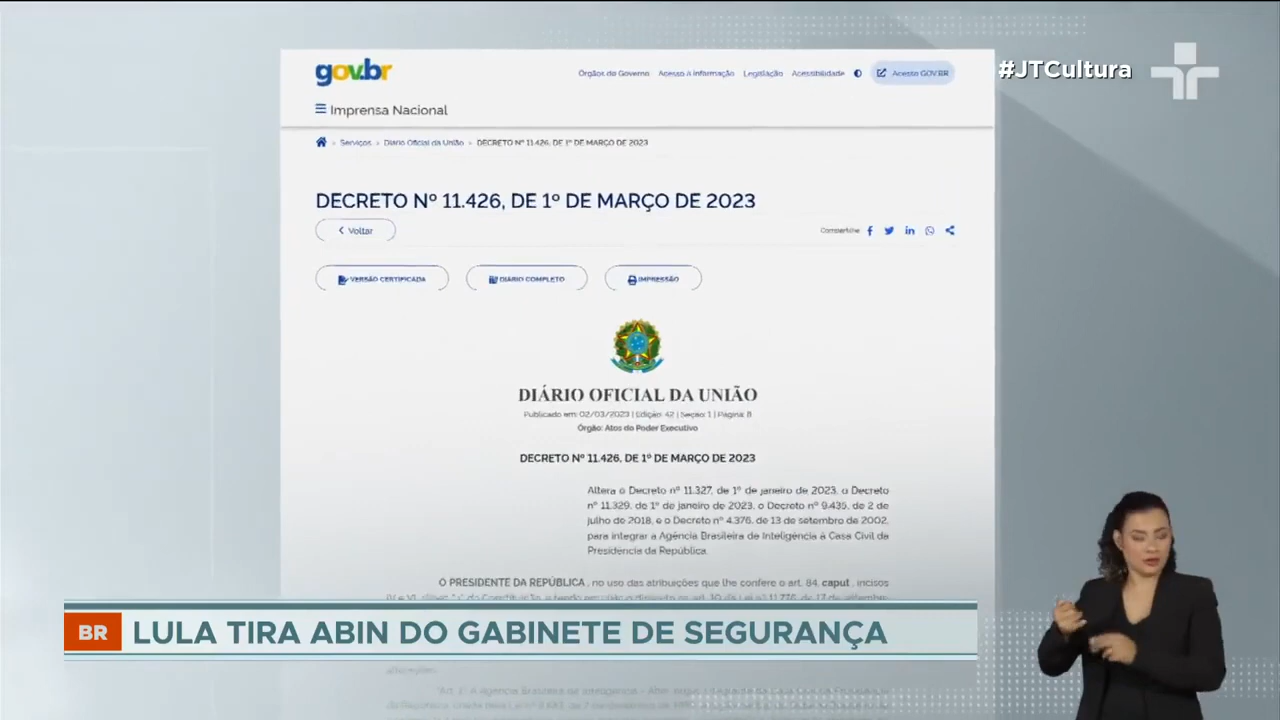 gov.br
Órgãos do Governo Acesso à Informação Legislação Acessibilidade Acesso GOV.BR
#JTCultura
Imprensa Nacional
Serviços > Diário Oficial da União > DECRETO Nº 11.426, DE 1º DE MARÇO DE 2023
DECRETO Nº 11.426, DE 1º DE MARÇO DE 2023
Voltar
Compartilhe
VERSÃO CERTIFICADA DIÁRIO COMPLETO IMPRESSÃO
DIÁRIO OFICIAL DA UNIÃO
Publicado em: 02/03/2023 | Edição: 42 | Seção: 1 | Página: 8
Órgão: Atos do Poder Executivo
DECRETO Nº 11.426, DE 1º DE MARÇO DE 2023
Altera o Decreto nº 11.327, de 1º de janeiro de 2023, o Decreto
nº 11.329, de 1º de janeiro de 2023, o Decreto nº 9.435, de 2 de
julho de 2018, e o Decreto nº 4.376, de 13 de setembro de 2002,
para integrar a Agência Brasileira de Inteligência à Casa Civil da
Presidência da República.
O PRESIDENTE DA REPÚBLICA , no uso das atribuições que lhe confere o art. 84, caput , incisos
BR LULA TIRA ABIN DO GABINETE DE SEGURANÇA